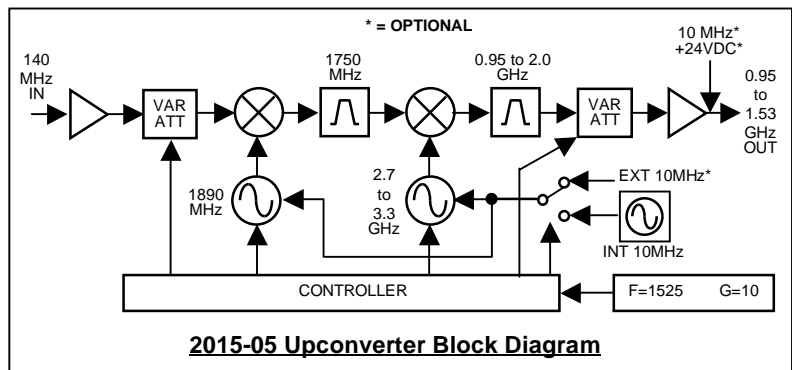 * = OPTIONAL
10 MHz*
+24VDC*
140
MHz
IN
VAR
ATT
1750
MHz
0.95 to 2.0
GHz
VAR
ATT
0.95
to
1.53
GHz
OUT
1890
MHz
2.7
to
3.3
GHz
EXT 10MHz*
INT 10MHz
CONTROLLER
F=1525 G=10
2015-05 Upconverter Block Diagram